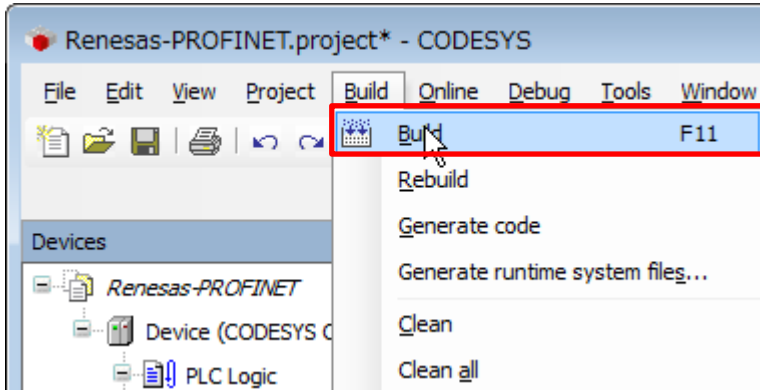 Renesas-PROFINET.project* - CODESYS
File Edit View Project Build Online Debug Tools Window
Build F11
Rebuild
Generate code
Devices
Generate runtime system files...
Renesas-PROFINET
Clean
Device (CODESYS C
Clean all
PLC Logic